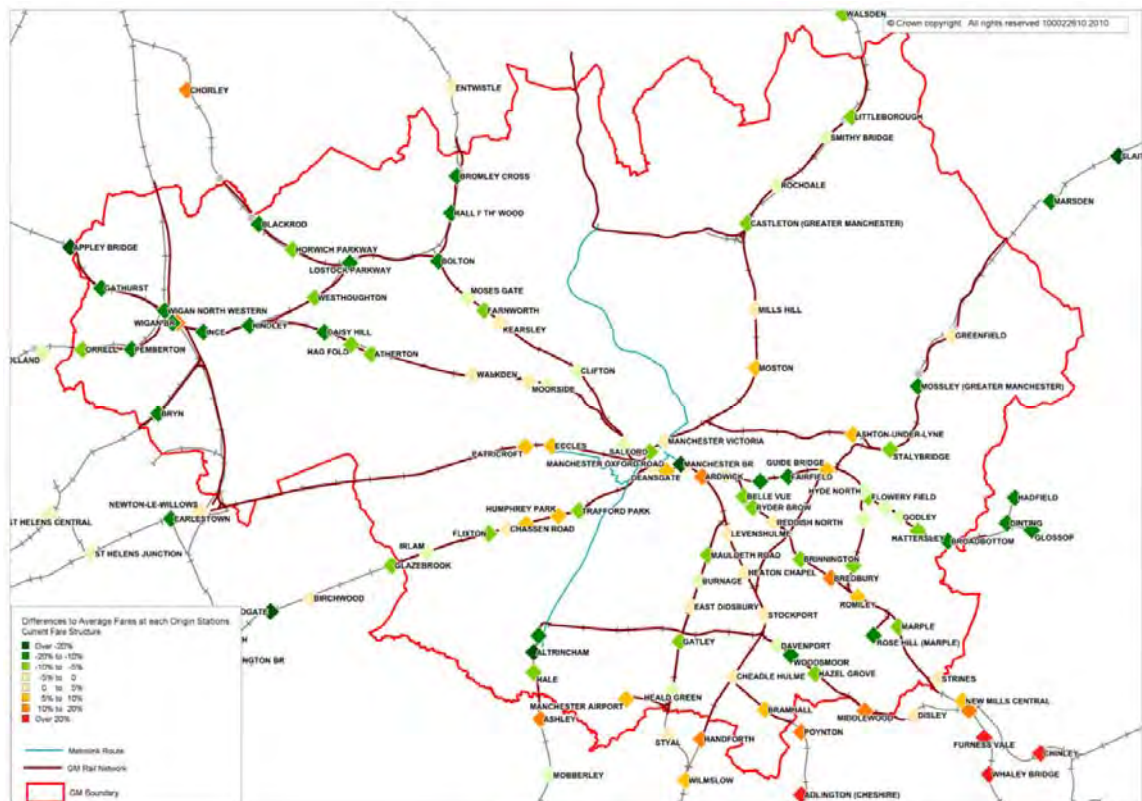 WALSDEN
© Crown copyright All rights reserved 100022610 2010
CHORLEY
ENTWISTLE
LITTLEBOROUGH
SMITHY BRIDGE
BROMLEY CROSS
ROCHDALE
MARSDEN
HALL I' TH' WOOD
BLACKROD
CASTLETON (GREATER MANCHESTER)
APPLEY BRIDGE
HORWICH PARKWAY
LOSTOCK PARKWAY
BOLTON
GATHURST
MOSES GATE
WESTHOUGHTON
FARNWORTH
WIGAN NORTH WESTERN
MILLS HILL
WIGAN BR
INCE
HINDLEY
KEARSLEY
DAISY HILL
GREENFIELD
ORRELL
PEMBERTON
HAG FOLD
ATHERTON
MOSTON
WALKDEN
CLIFTON
MOORSIDE
MOSSLEY (GREATER MANCHESTER)
BRYN
ASHTON-UNDER-LYNE
MANCHESTER VICTORIA
ECCLES
SALFORD
PATRICROFT
STALYBRIDGE
MANCHESTER OXFORD ROAD
MANCHESTER BR
GUIDE BRIDGE
DEANSGATE
ARDWICK
FAIRFIELD
HYDE NORTH
FLOWERY FIELD
HADFIELD
NEWTON-LE-WILLOWS
BELLE VUE
RYDER BROW
HUMPHREY PARK
TRAFFORD PARK
GODLEY
ST HELENS CENTRAL
EARLESTOWN
CHASSEN ROAD
REDDISH NORTH
DINTING
GLOSSOP
FLIXTON
LEVENSHULME
HATTERSLEY
BROADBOTTOM
ST HELENS JUNCTION
IRLAM
MAULDETH ROAD
BRINNINGTON
GLAZEBROOK
HEATON CHAPEL
BREDBURY
BURNAGE
BIRCHWOOD
ROMILEY
EAST DIDSBURY
STOCKPORT
MARPLE
GATLEY
DAVENPORT
ROSE HILL (MARPLE)
ALTRINCHAM
WOODSMOOR
HALE
CHEADLE HULME
HAZEL GROVE
STRINES
HEALD GREEN
MANCHESTER AIRPORT
NEW MILLS CENTRAL
BRAMHALL
MIDDLEWOOD
DISLEY
ASHLEY
STYAL
HANDFORTH
POYNTON
FURNESS VALE
CHINLEY
MOBBERLEY
WILMSLOW
WHALEY BRIDGE
ADLINGTON (CHESHIRE)
Differences to Average Fares at each Origin Stations
Current Fare Structure
Over -20%
-20% to -10%
-10% to -5%
-5% to 0
0 to 5%
5% to 10%
10% to 20%
Over 20%
Metrolink Route
GM Rail Network
GM Boundary